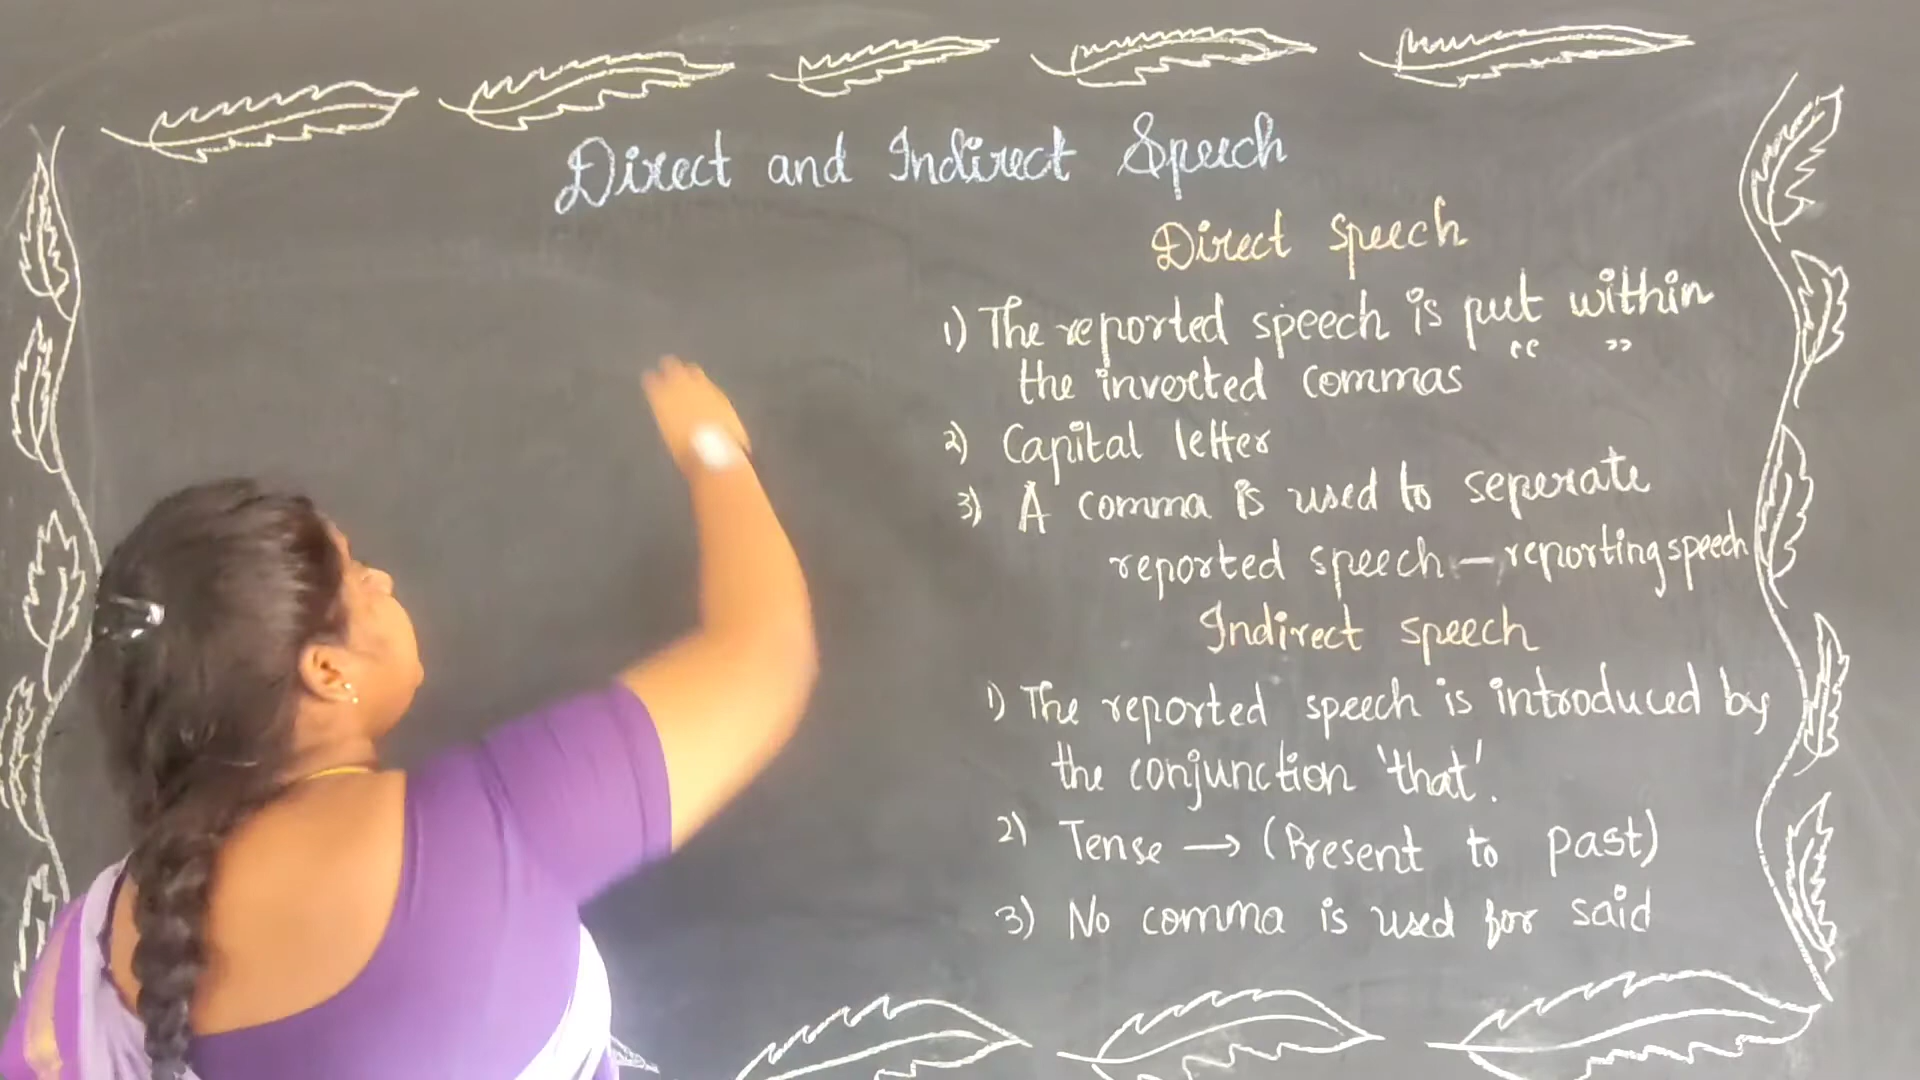 Direct and Indirect Speech
Direct speech
1) The reported speech is put within
“ ”
the inverted commas
2) Capital letter
3) A comma is used to seperate
reported speech – reporting speech
Indirect speech
1) The reported speech is introduced by
the conjunction 'that'.
2) Tense → (Present to past)
3) No comma is used for said